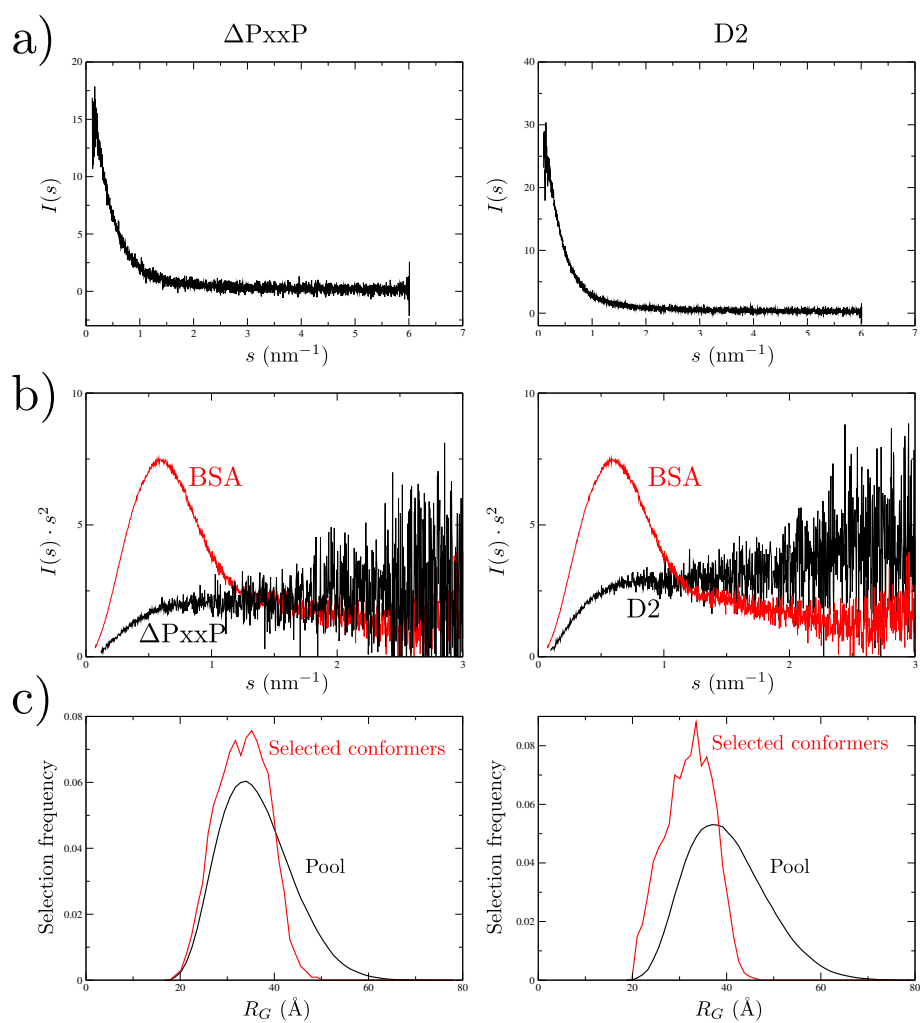 a)
ΔPxxP
D2
20
15
10
5
0
I(s)
0 1 2 3 4 5 6 7
s (nm⁻¹)
40
30
20
10
0
I(s)
0 1 2 3 4 5 6 7
s (nm⁻¹)
b)
10
5
0
I(s) · s²
BSA
ΔPxxP
0 1 2 3
s (nm⁻¹)
10
5
0
I(s) · s²
BSA
D2
0 1 2 3
s (nm⁻¹)
c)
0.08
0.06
0.04
0.02
0
Selection frequency
Selected conformers
Pool
0 20 40 60 80
R_G (Å)
0.08
0.06
0.04
0.02
0
Selection frequency
Selected conformers
Pool
0 20 40 60 80
R_G (Å)